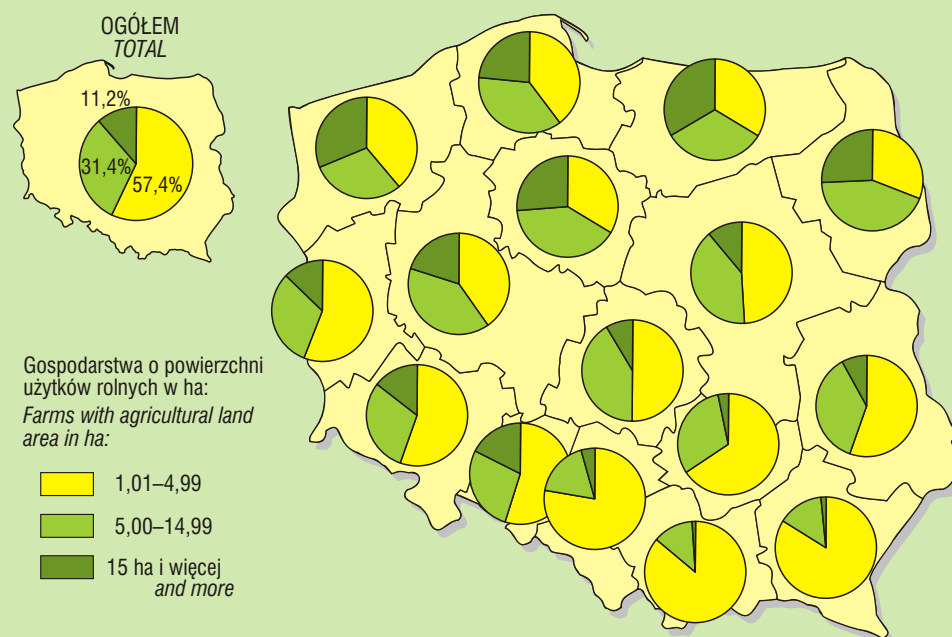 OGÓŁEM
TOTAL
11,2%
31,4%
57,4%
Gospodarstwa o powierzchni
użytków rolnych w ha:
Farms with agricultural land
area in ha:
1,01–4,99
5,00–14,99
15 ha i więcej
and more